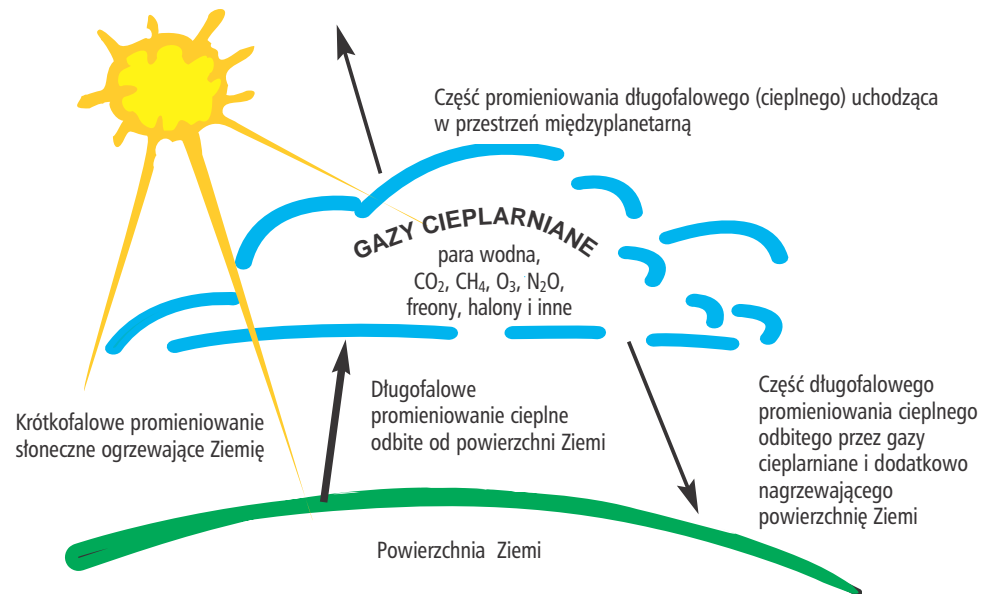 Część promieniowania długofalowego (cieplnego) uchodząca
w przestrzeń międzyplanetarną
GAZY CIEPLARNIANE
para wodna,
CO₂, CH₄, O₃, N₂O,
freony, halony i inne
Krótkofalowe promieniowanie
słoneczne ogrzewające Ziemię
Długofalowe
promieniowanie cieplne
odbite od powierzchni Ziemi
Część długofalowego
promieniowania cieplnego
odbitego przez gazy
cieplarniane i dodatkowo
nagrzewającego
powierzchnię Ziemi
Powierzchnia Ziemi